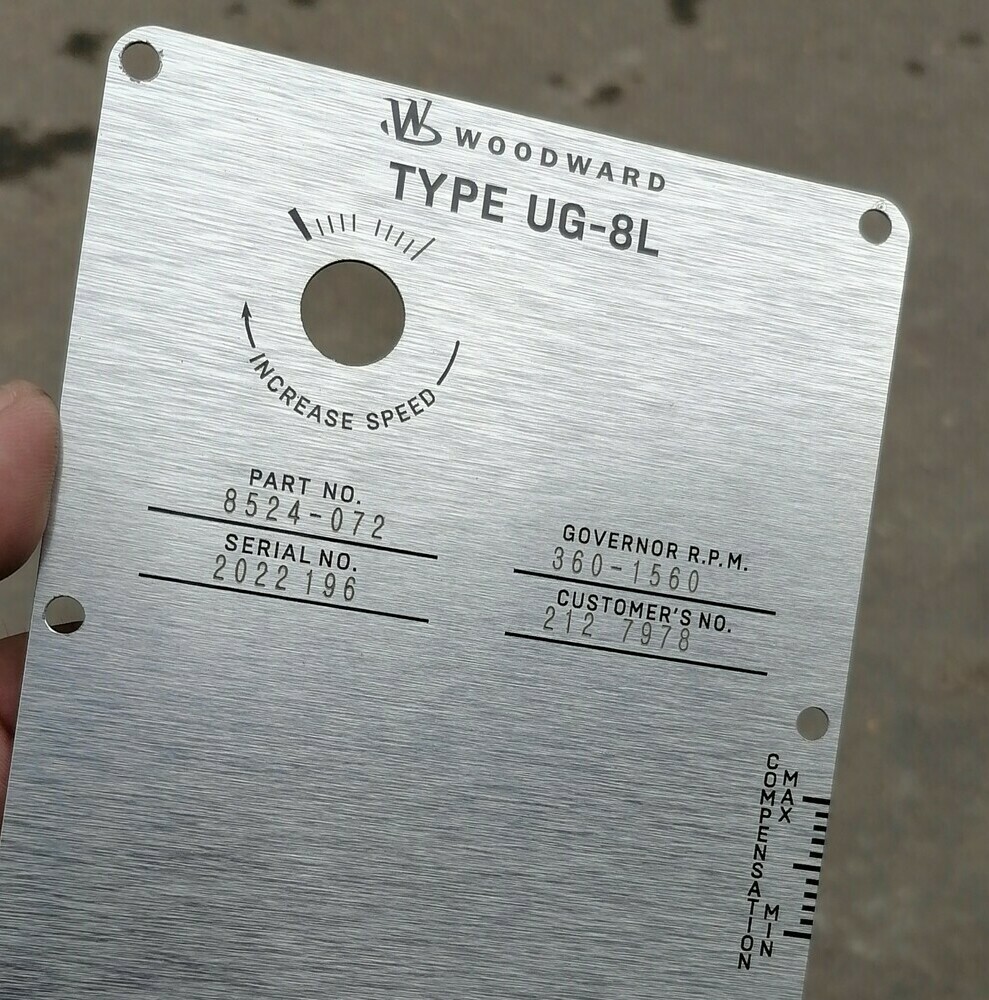 WOODWARD
TYPE UG-8L
INCREASE SPEED
PART NO.
8524-072
SERIAL NO.
2022196
GOVERNOR R.P.M.
360-1560
CUSTOMER'S NO.
212 7978
COMPENSATION
MAX
MIN